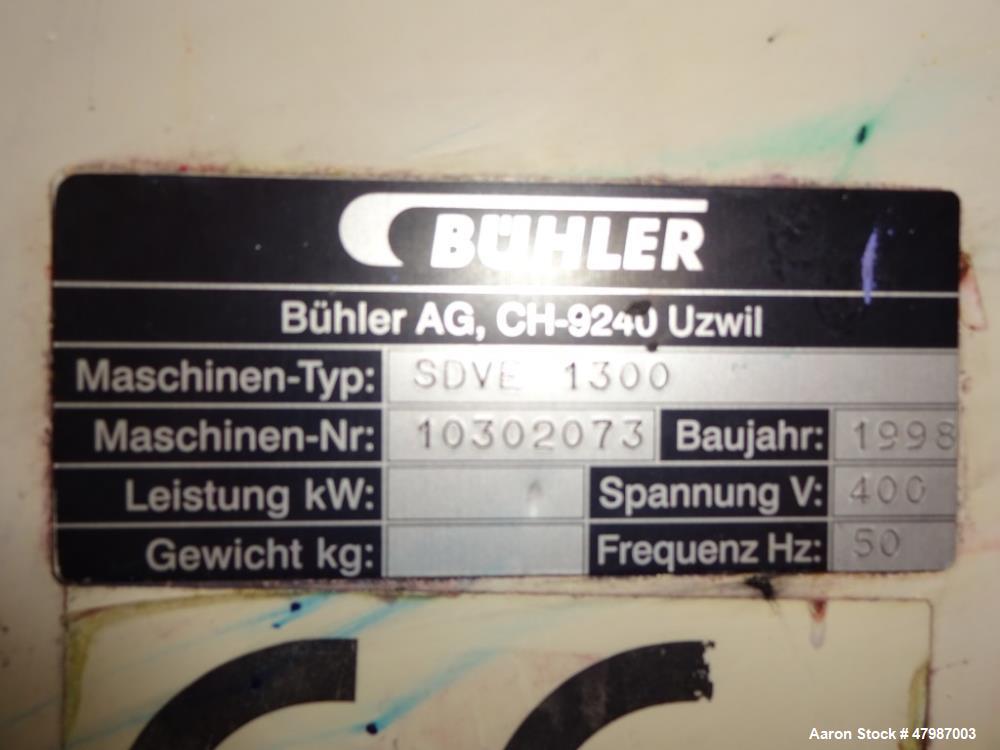 BÜHLER
Bühler AG, CH-9240 Uzwil
Maschinen-Typ: SDVE 1300
Maschinen-Nr: 10302073 Baujahr: 1998
Leistung kW: Spannung V: 400
Gewicht kg: Frequenz Hz: 50
CE
Aaron Stock # 47987003